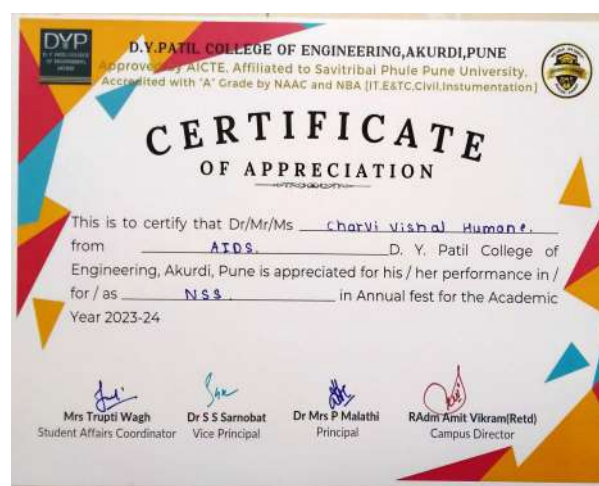 DYP
D.Y.PATIL COLLEGE OF ENGINEERING,AKURDI,PUNE
Approved by AICTE, Affiliated to Savitribai Phule Pune University.
Accredited with "A" Grade by NAAC and NBA [IT.E&TC,Civil,Instumentation]
CERTIFICATE
OF APPRECIATION
This is to certify that Dr/Mr/Ms Charvi Vishal Humane.
from AIDS. D. Y. Patil College of
Engineering, Akurdi, Pune is appreciated for his / her performance in /
for / as NSS. in Annual fest for the Academic
Year 2023-24
Mrs Trupti Wagh Dr S S Sarnobat Dr Mrs P Malathi RAdm Amit Vikram(Retd)
Student Affairs Coordinator Vice Principal Principal Campus Director